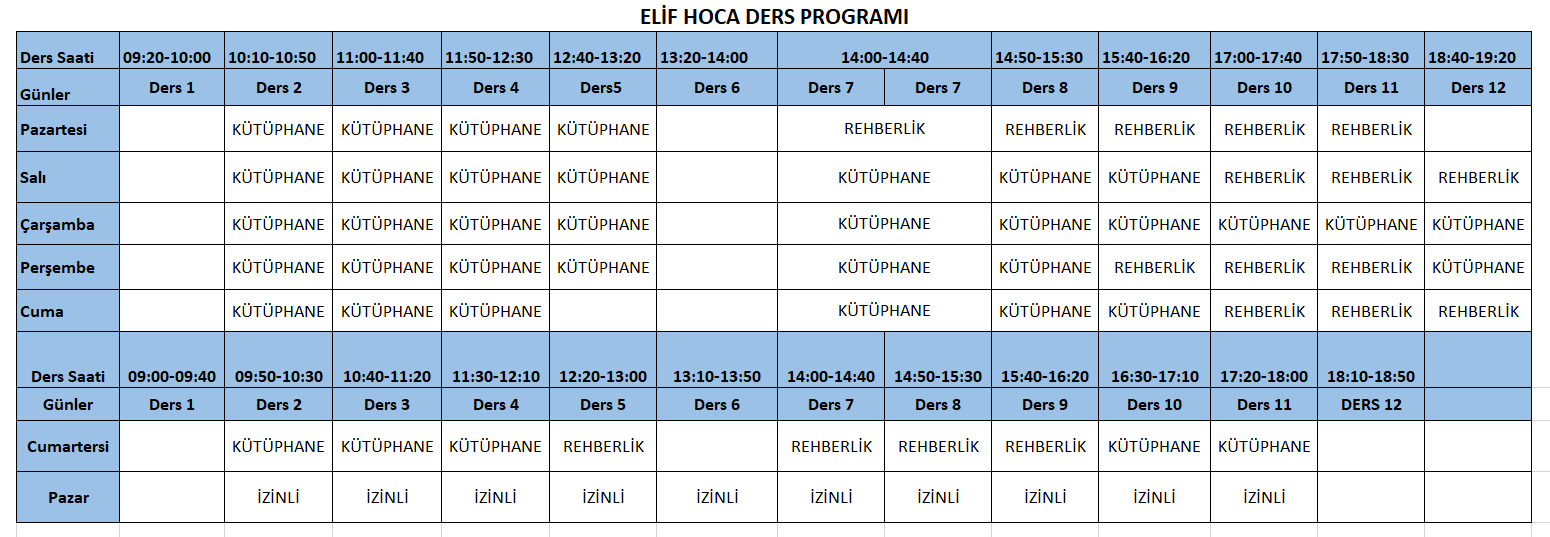 ELİF HOCA DERS PROGRAMI
Ders Saati 09:20-10:00 10:10-10:50 11:00-11:40 11:50-12:30 12:40-13:20 13:20-14:00 14:00-14:40 14:50-15:30 15:40-16:20 17:00-17:40 17:50-18:30 18:40-19:20
Günler Ders 1 Ders 2 Ders 3 Ders 4 Ders5 Ders 6 Ders 7 Ders 7 Ders 8 Ders 9 Ders 10 Ders 11 Ders 12
Pazartesi KÜTÜPHANE KÜTÜPHANE KÜTÜPHANE KÜTÜPHANE REHBERLİK REHBERLİK REHBERLİK REHBERLİK REHBERLİK
Salı KÜTÜPHANE KÜTÜPHANE KÜTÜPHANE KÜTÜPHANE KÜTÜPHANE KÜTÜPHANE KÜTÜPHANE REHBERLİK REHBERLİK REHBERLİK
Çarşamba KÜTÜPHANE KÜTÜPHANE KÜTÜPHANE KÜTÜPHANE KÜTÜPHANE KÜTÜPHANE KÜTÜPHANE KÜTÜPHANE KÜTÜPHANE KÜTÜPHANE
Perşembe KÜTÜPHANE KÜTÜPHANE KÜTÜPHANE KÜTÜPHANE KÜTÜPHANE KÜTÜPHANE REHBERLİK REHBERLİK REHBERLİK KÜTÜPHANE
Cuma KÜTÜPHANE KÜTÜPHANE KÜTÜPHANE KÜTÜPHANE KÜTÜPHANE KÜTÜPHANE REHBERLİK REHBERLİK REHBERLİK
Ders Saati 09:00-09:40 09:50-10:30 10:40-11:20 11:30-12:10 12:20-13:00 13:10-13:50 14:00-14:40 14:50-15:30 15:40-16:20 16:30-17:10 17:20-18:00 18:10-18:50
Günler Ders 1 Ders 2 Ders 3 Ders 4 Ders 5 Ders 6 Ders 7 Ders 8 Ders 9 Ders 10 Ders 11 DERS 12
Cumartersi KÜTÜPHANE KÜTÜPHANE KÜTÜPHANE REHBERLİK REHBERLİK REHBERLİK REHBERLİK KÜTÜPHANE KÜTÜPHANE
Pazar İZİNLİ İZİNLİ İZİNLİ İZİNLİ İZİNLİ İZİNLİ İZİNLİ İZİNLİ İZİNLİ İZİNLİ